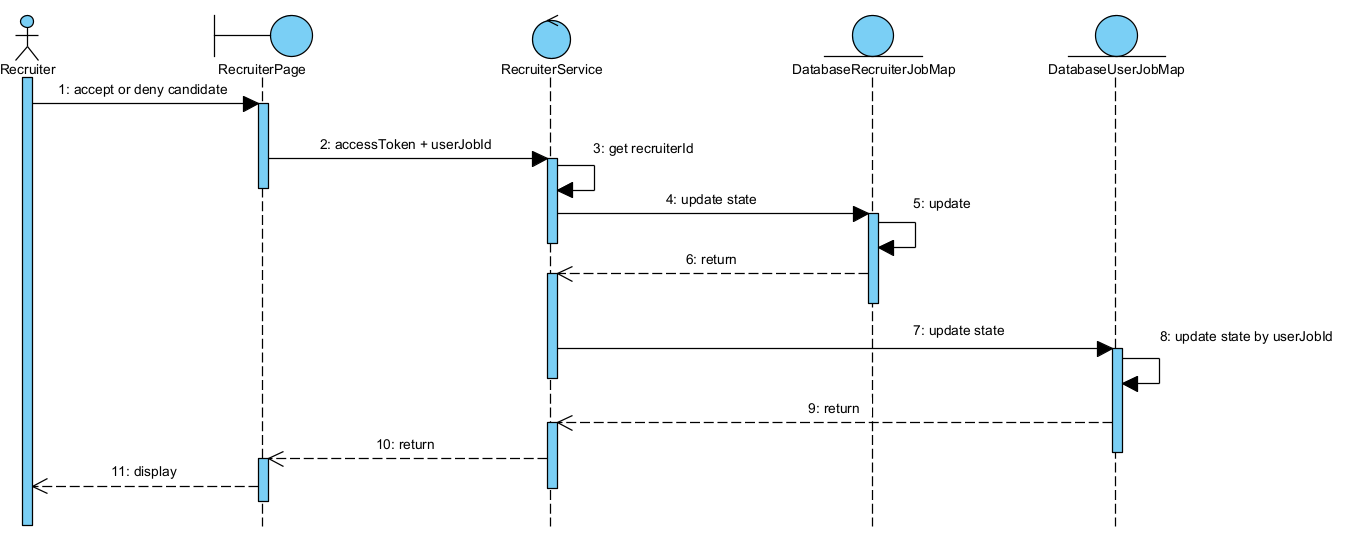 Recruiter
RecruiterPage
RecruiterService
DatabaseRecruiterJobMap
DatabaseUserJobMap
1: accept or deny candidate
2: accessToken + userJobId
3: get recruiterId
4: update state
5: update
6: return
7: update state
8: update state by userJobId
9: return
10: return
11: display